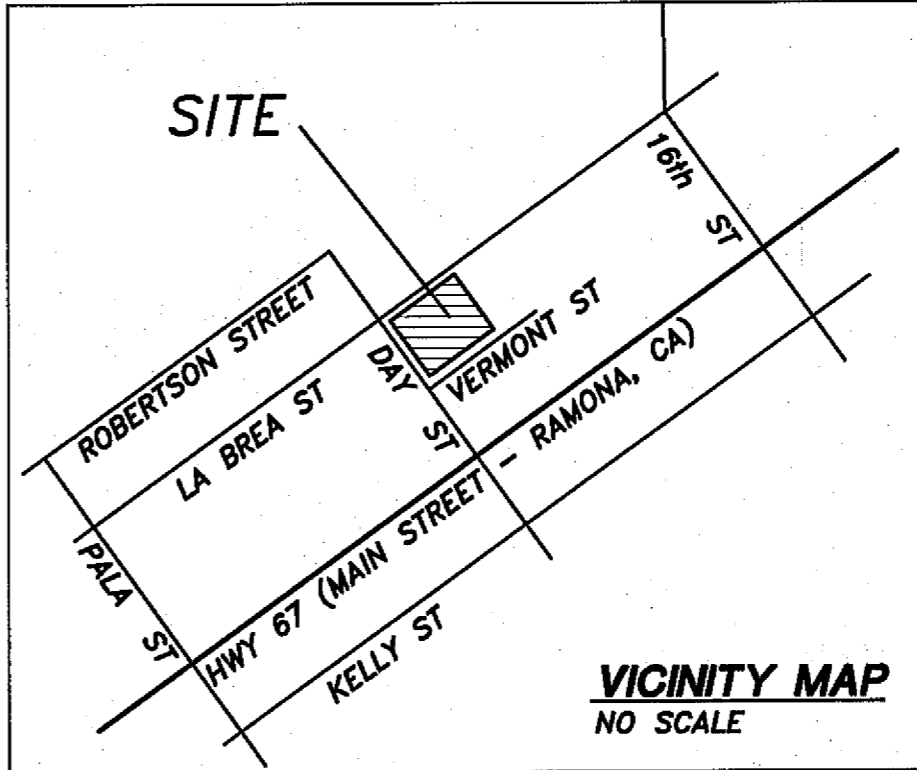 SITE
16th ST
ROBERTSON STREET
DAY ST
VERMONT ST
LA BREA ST
PALA ST
HWY 67 (MAIN STREET - RAMONA, CA)
KELLY ST
VICINITY MAP
NO SCALE